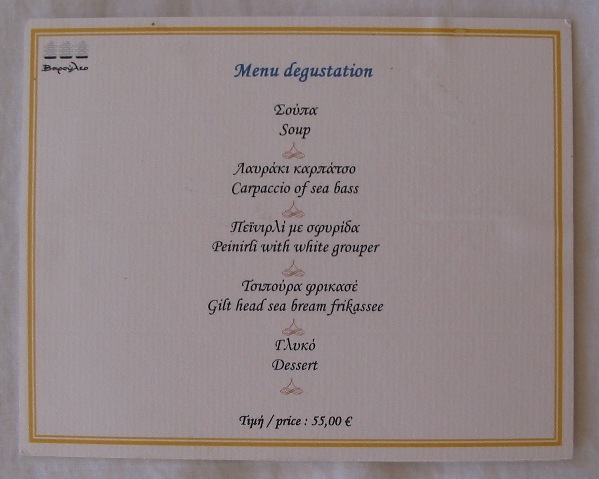 Βαρούλκο
Menu degustation
Σούπα
Soup
Λαυράκι καρπάτσο
Carpaccio of sea bass
Πεϊνιρλί με σφυρίδα
Peinirli with white grouper
Τσιπούρα φρικασέ
Gilt head sea bream frikassee
Γλυκό
Dessert
Τιμή / price : 55,00 €